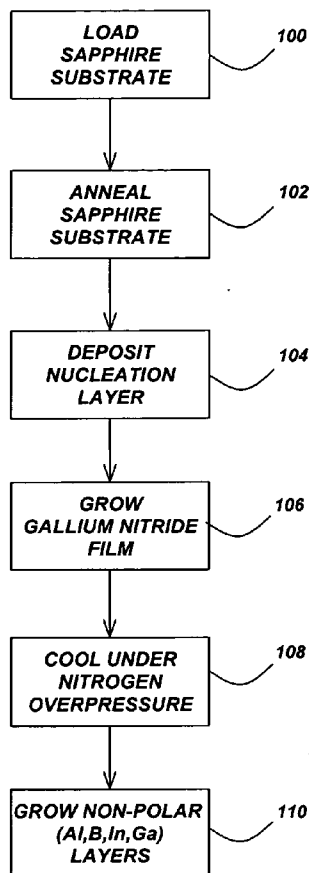 LOAD
SAPPHIRE
SUBSTRATE
100
ANNEAL
SAPPHIRE
SUBSTRATE
102
DEPOSIT
NUCLEATION
LAYER
104
GROW
GALLIUM NITRIDE
FILM
106
COOL UNDER
NITROGEN
OVERPRESSURE
108
GROW NON-POLAR
(Al,B,In,Ga)
LAYERS
110